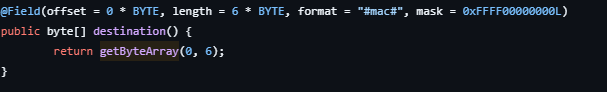 @Field(offset = 0 * BYTE, length = 6 * BYTE, format = "#mac#", mask = 0xFFFF00000000L)
public byte[] destination() {
return getByteArray(0, 6);
}